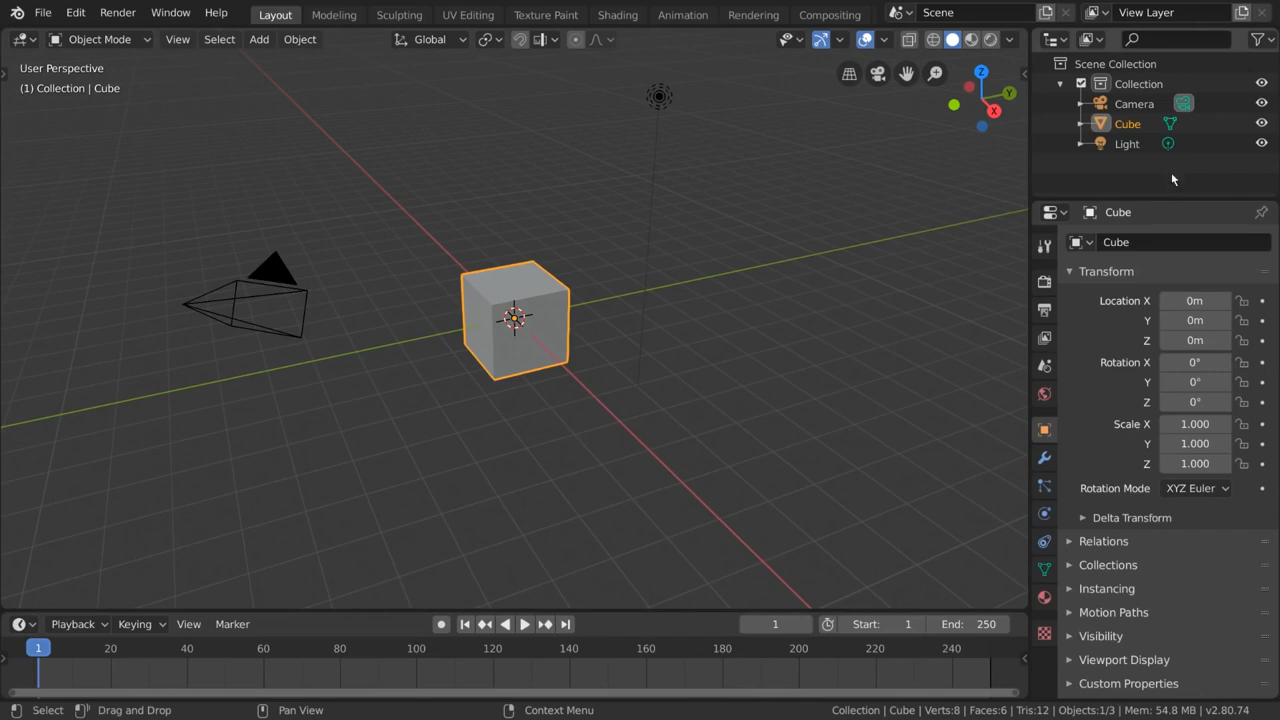 File Edit Render Window Help Layout Modeling Sculpting UV Editing Texture Paint Shading Animation Rendering Compositing Scene View Layer
Object Mode View Select Add Object Global
User Perspective
(1) Collection | Cube
Z
Y
X
Scene Collection
Collection
Camera
Cube
Light
Cube
Cube
Transform
Location X 0m
Y 0m
Z 0m
Rotation X 0°
Y 0°
Z 0°
Scale X 1.000
Y 1.000
Z 1.000
Rotation Mode XYZ Euler
Delta Transform
Relations
Collections
Instancing
Motion Paths
Visibility
Viewport Display
Custom Properties
Playback Keying View Marker 1 Start: 1 End: 250
1 20 40 60 80 100 120 140 160 180 200 220 240
Select Drag and Drop Pan View Context Menu Collection | Cube | Verts:8 | Faces:6 | Tris:12 | Objects:1/3 | Mem: 54.8 MB | v2.80.74